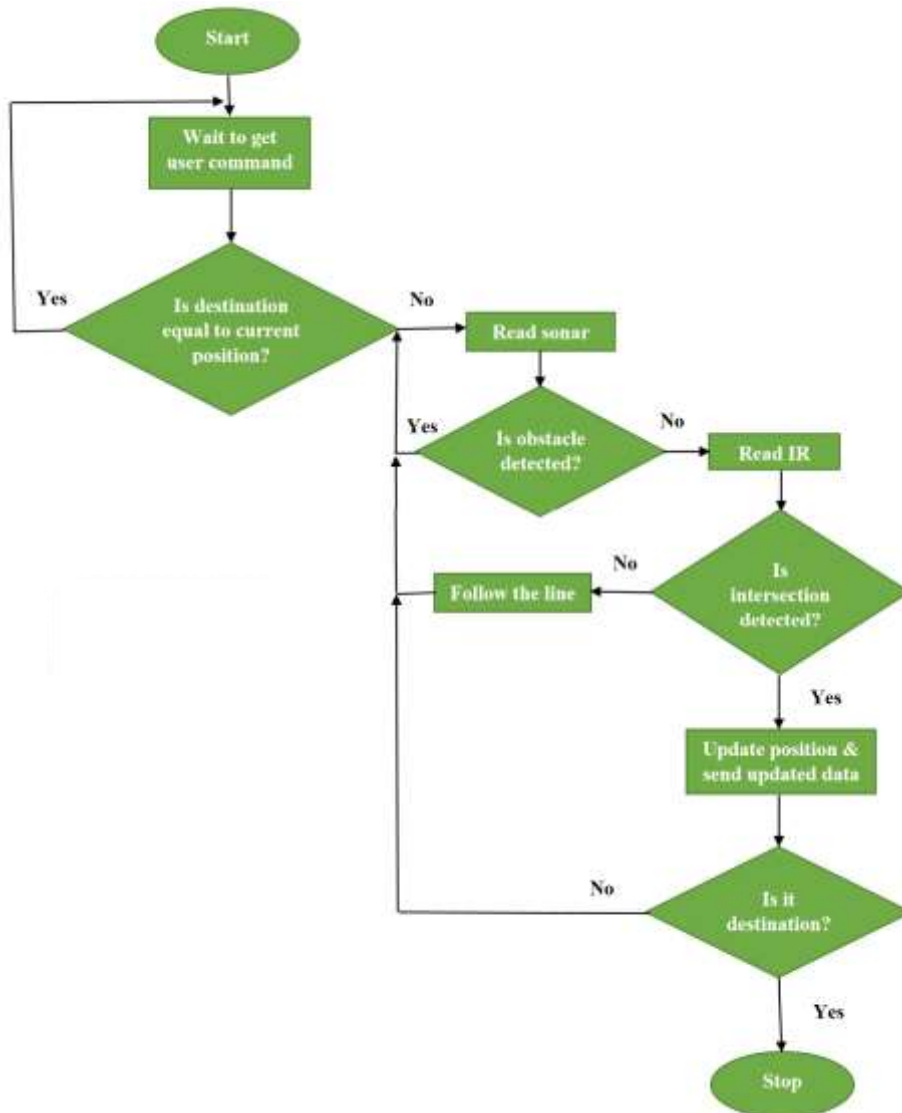 Start
Wait to get
user command
Yes
Is destination
equal to current
position?
No
Read sonar
Yes
Is obstacle
detected?
No
Read IR
Follow the line
No
Is
intersection
detected?
Yes
Update position &
send updated data
No
Is it
destination?
Yes
Stop